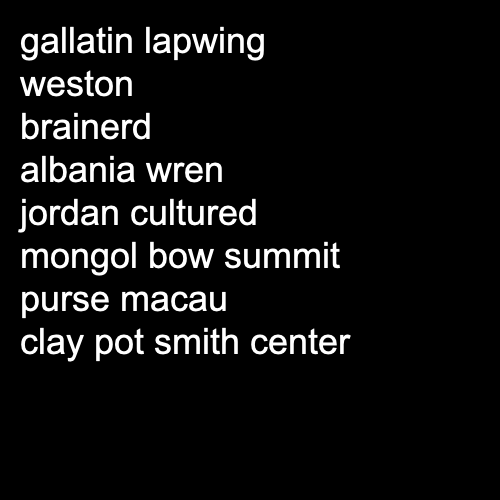 gallatin lapwing
weston
brainerd
albania wren
jordan cultured
mongol bow summit
purse macau
clay pot smith center